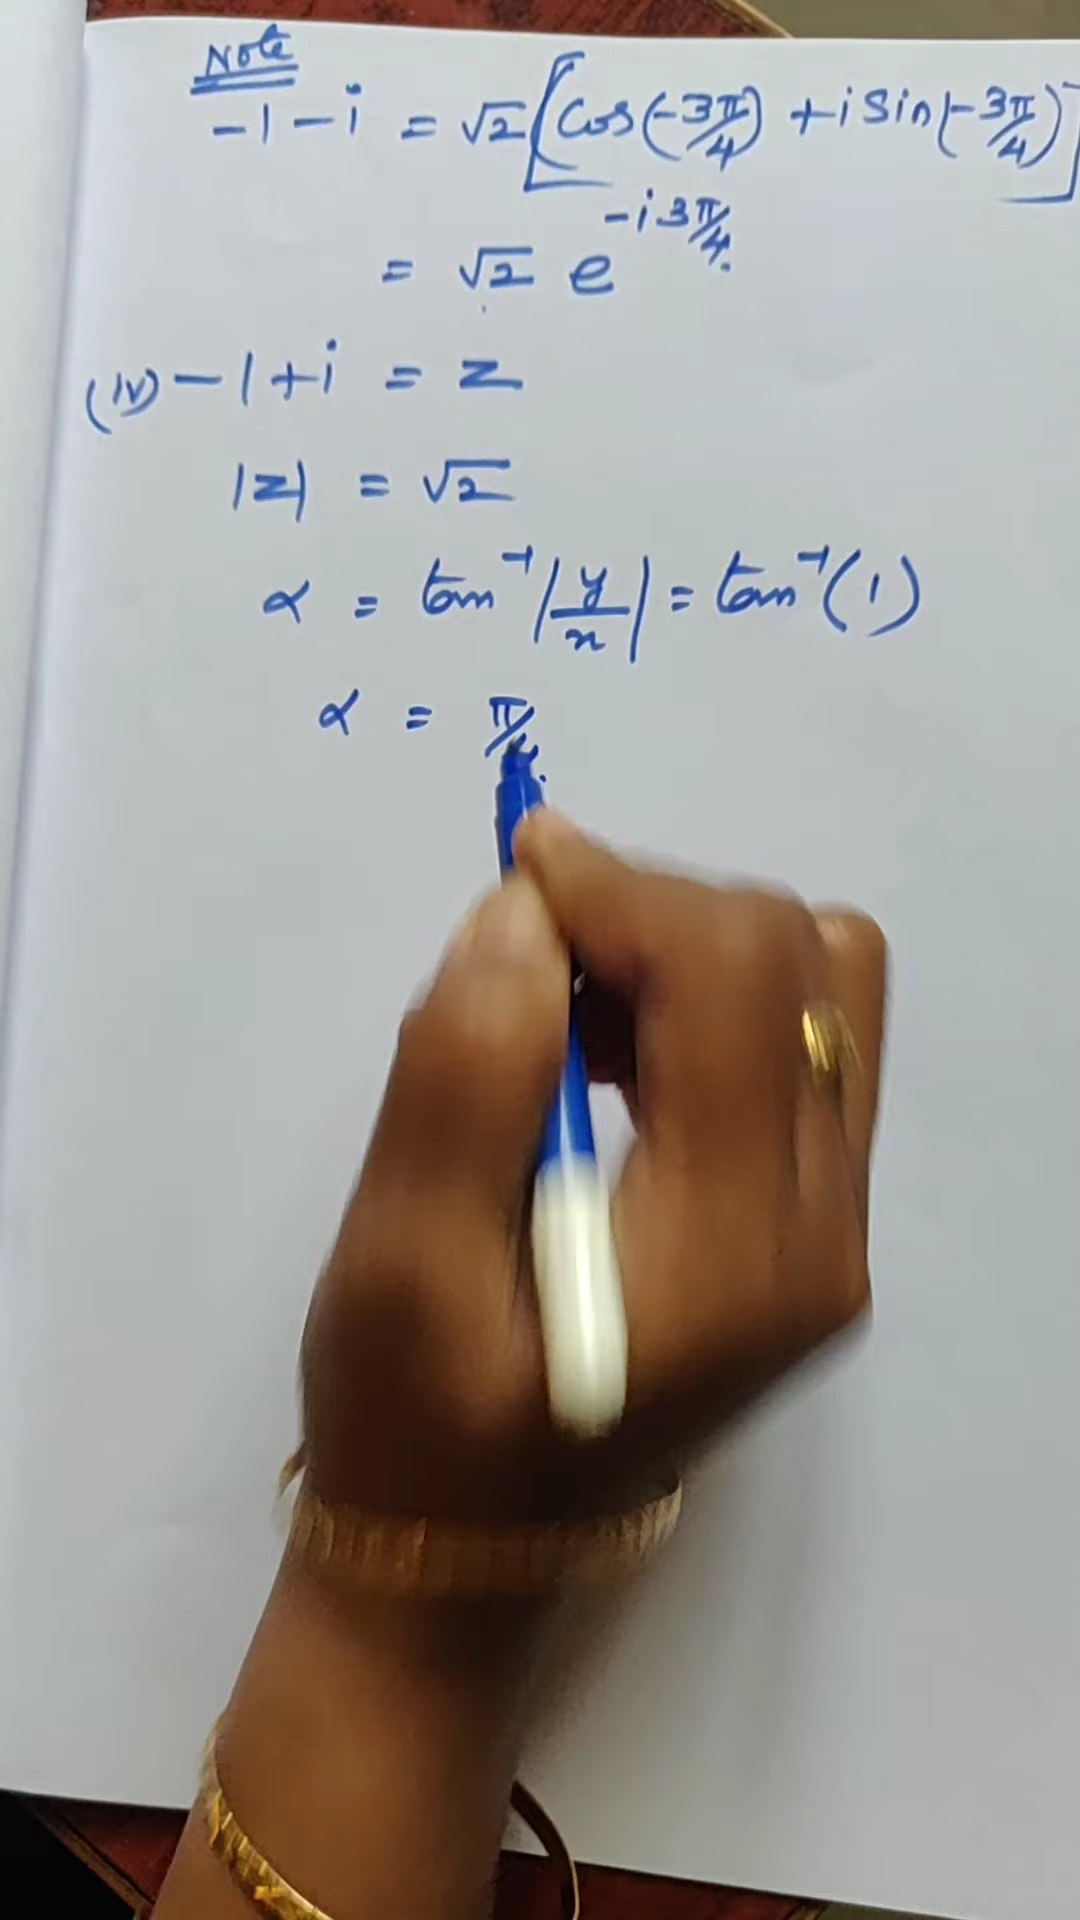 Note
-1-i = √2[Cos(-3π/4) + i Sin(-3π/4)]
= √2 e^-i3π/4.
(iv) -1+i = z
|z| = √2
α = tan⁻¹|y/x| = tan⁻¹(1)
α = π/4.